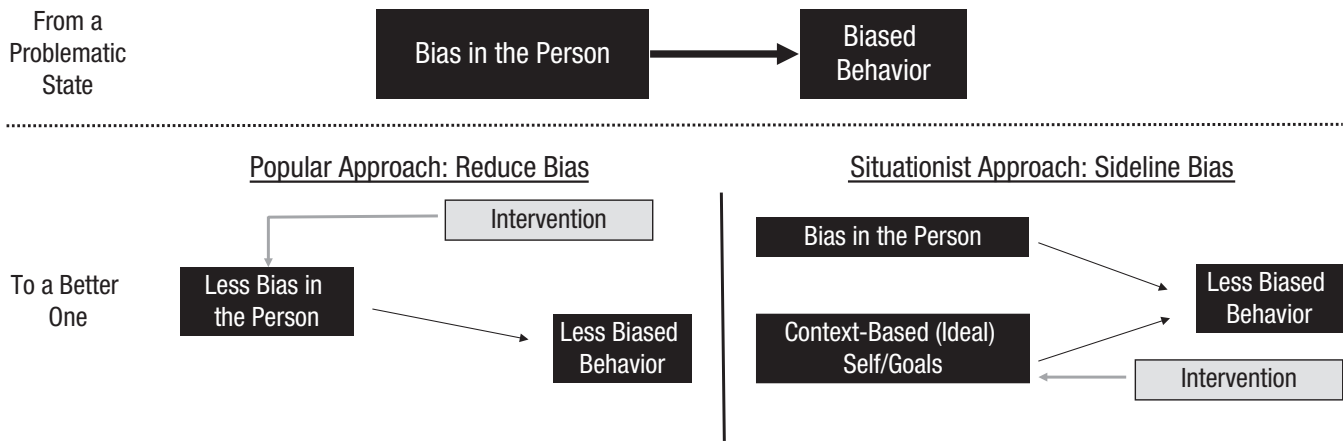 From a
Problematic
State
Bias in the Person
Biased
Behavior
Popular Approach: Reduce Bias
Intervention
Less Bias in
the Person
Less Biased
Behavior
To a Better
One
Situationist Approach: Sideline Bias
Bias in the Person
Context-Based (Ideal)
Self/Goals
Less Biased
Behavior
Intervention